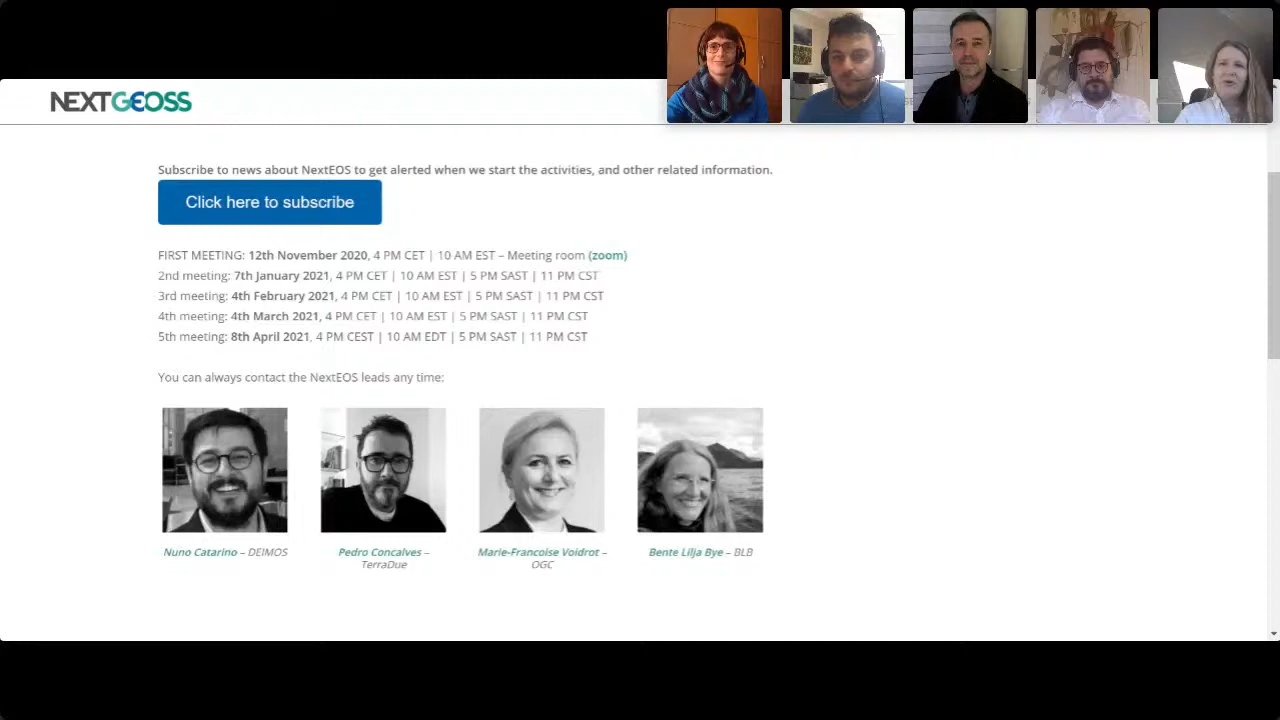 NEXTGEOSS
Subscribe to news about NextEOS to get alerted when we start the activities, and other related information.
Click here to subscribe
FIRST MEETING: 12th November 2020, 4 PM CET | 10 AM EST – Meeting room (zoom)
2nd meeting: 7th January 2021, 4 PM CET | 10 AM EST | 5 PM SAST | 11 PM CST
3rd meeting: 4th February 2021, 4 PM CET | 10 AM EST | 5 PM SAST | 11 PM CST
4th meeting: 4th March 2021, 4 PM CET | 10 AM EST | 5 PM SAST | 11 PM CST
5th meeting: 8th April 2021, 4 PM CEST | 10 AM EDT | 5 PM SAST | 11 PM CST
You can always contact the NextEOS leads any time:
Nuno Catarino – DEIMOS
Pedro Concalves –
TerraDue
Marie-Francoise Voidrot –
OGC
Bente Lilja Bye – BLB